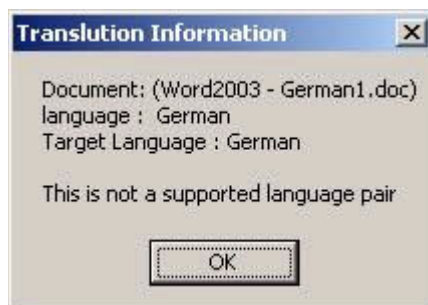 Translution Information
Document: (Word2003 - German1.doc)
language : German
Target Language : German
This is not a supported language pair
OK